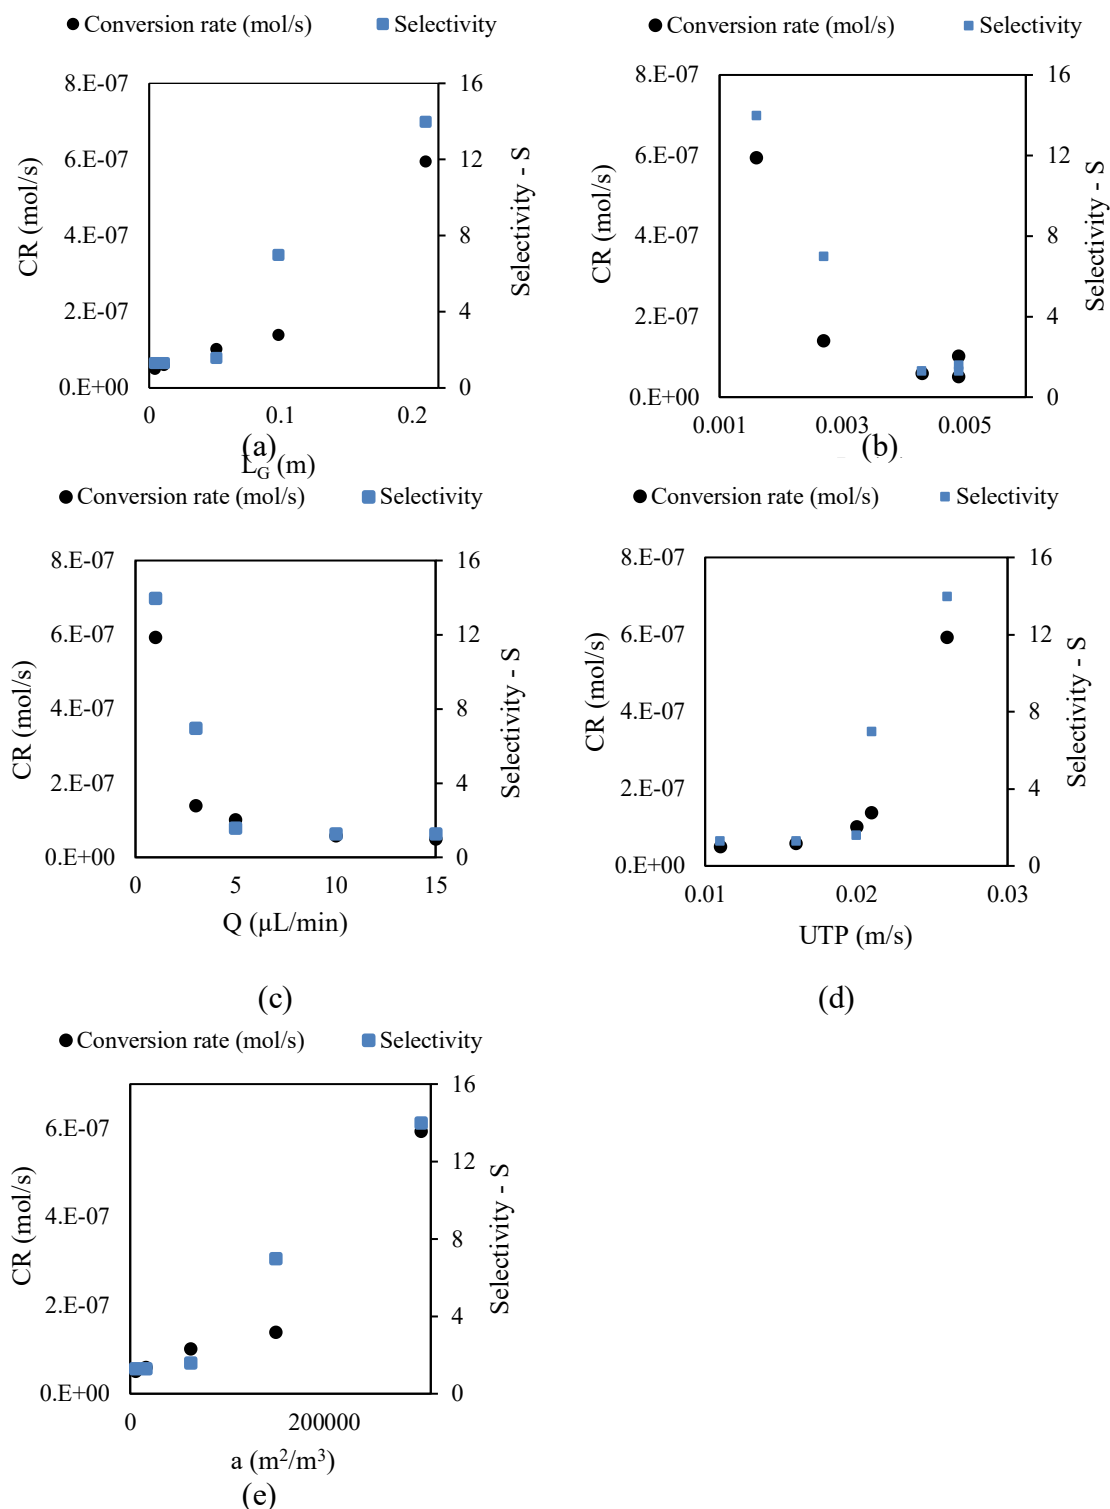 Conversion rate (mol/s) Selectivity
8.E-07
6.E-07
4.E-07
2.E-07
0.E+00
16
12
8
4
0
0 0.1 0.2
CR (mol/s)
Selectivity - S
(a)
L_G (m)
Conversion rate (mol/s) Selectivity
8.E-07
6.E-07
4.E-07
2.E-07
0.E+00
16
12
8
4
0
0.001 0.003 0.005
CR (mol/s)
Selectivity - S
(b)
Conversion rate (mol/s) Selectivity
8.E-07
6.E-07
4.E-07
2.E-07
0.E+00
16
12
8
4
0
0 5 10 15
CR (mol/s)
Selectivity - S
Q (µL/min)
(c)
Conversion rate (mol/s) Selectivity
8.E-07
6.E-07
4.E-07
2.E-07
0.E+00
16
12
8
4
0
0.01 0.02 0.03
CR (mol/s)
Selectivity - S
UTP (m/s)
(d)
Conversion rate (mol/s) Selectivity
6.E-07
4.E-07
2.E-07
0.E+00
16
12
8
4
0
0 200000
CR (mol/s)
Selectivity - S
a (m²/m³)
(e)